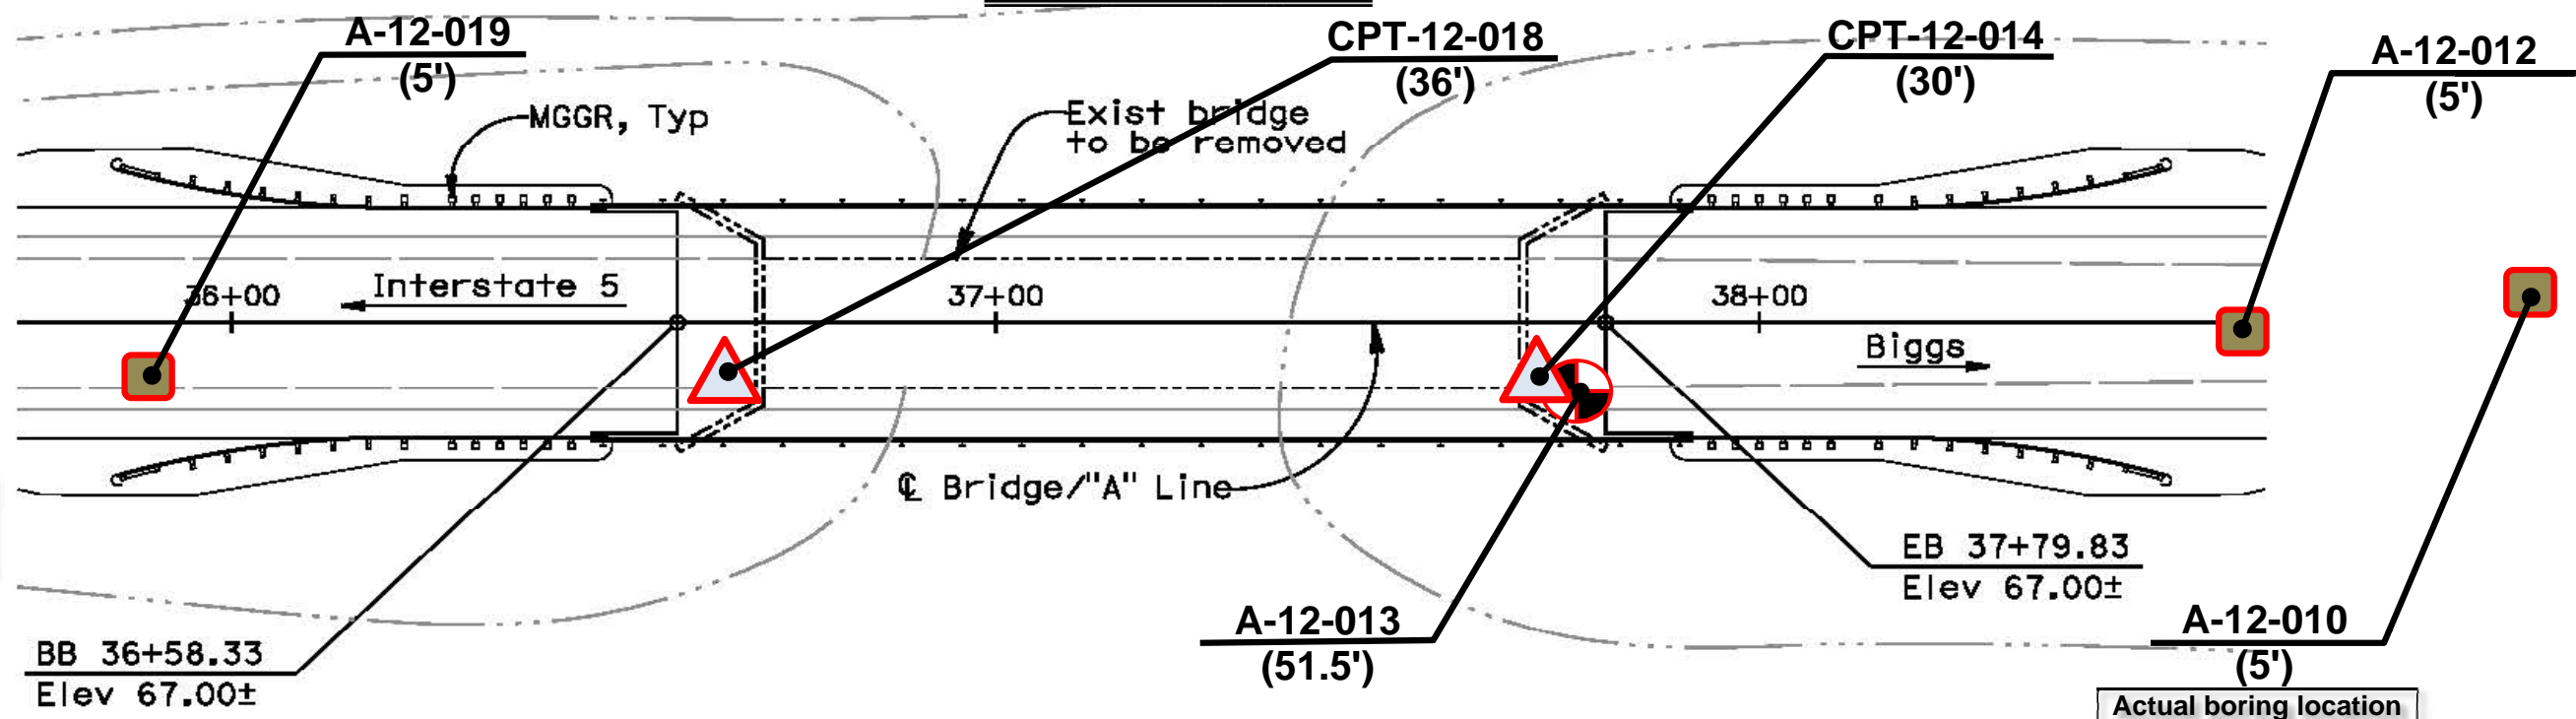 A-12-019
(5')
CPT-12-018
(36')
CPT-12-014
(30')
A-12-012
(5')
MGGR, Typ
Exist bridge
to be removed
36+00
Interstate 5
37+00
38+00
Biggs
℄ Bridge/"A" Line
EB 37+79.83
Elev 67.00±
A-12-013
(51.5')
A-12-010
(5')
BB 36+58.33
Elev 67.00±
Actual boring location